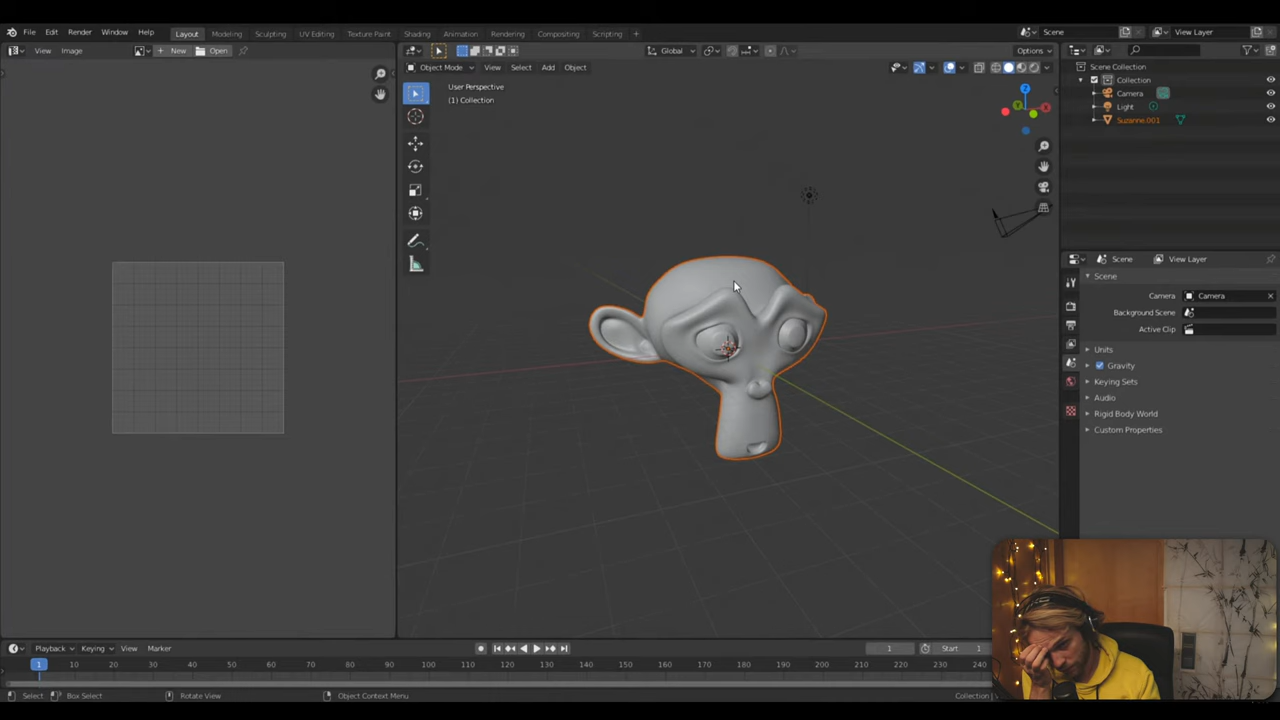 File Edit Render Window Help Layout Modeling Sculpting UV Editing Texture Paint Shading Animation Rendering Compositing Scripting + Scene View Layer
View Image New Open Global Options
Object Mode View Select Add Object
User Perspective
(1) Collection
Z
X
Y
Scene Collection
Collection
Camera
Light
Suzanne.001
Scene View Layer
Scene
Camera Camera
Background Scene
Active Clip
Units
Gravity
Keying Sets
Audio
Rigid Body World
Custom Properties
Playback Keying View Marker 1 Start 1
1 10 20 30 40 50 60 70 80 90 100 110 120 130 140 150 160 170 180 190 200 210 220 230 240
Select Box Select Rotate View Object Context Menu Collection |